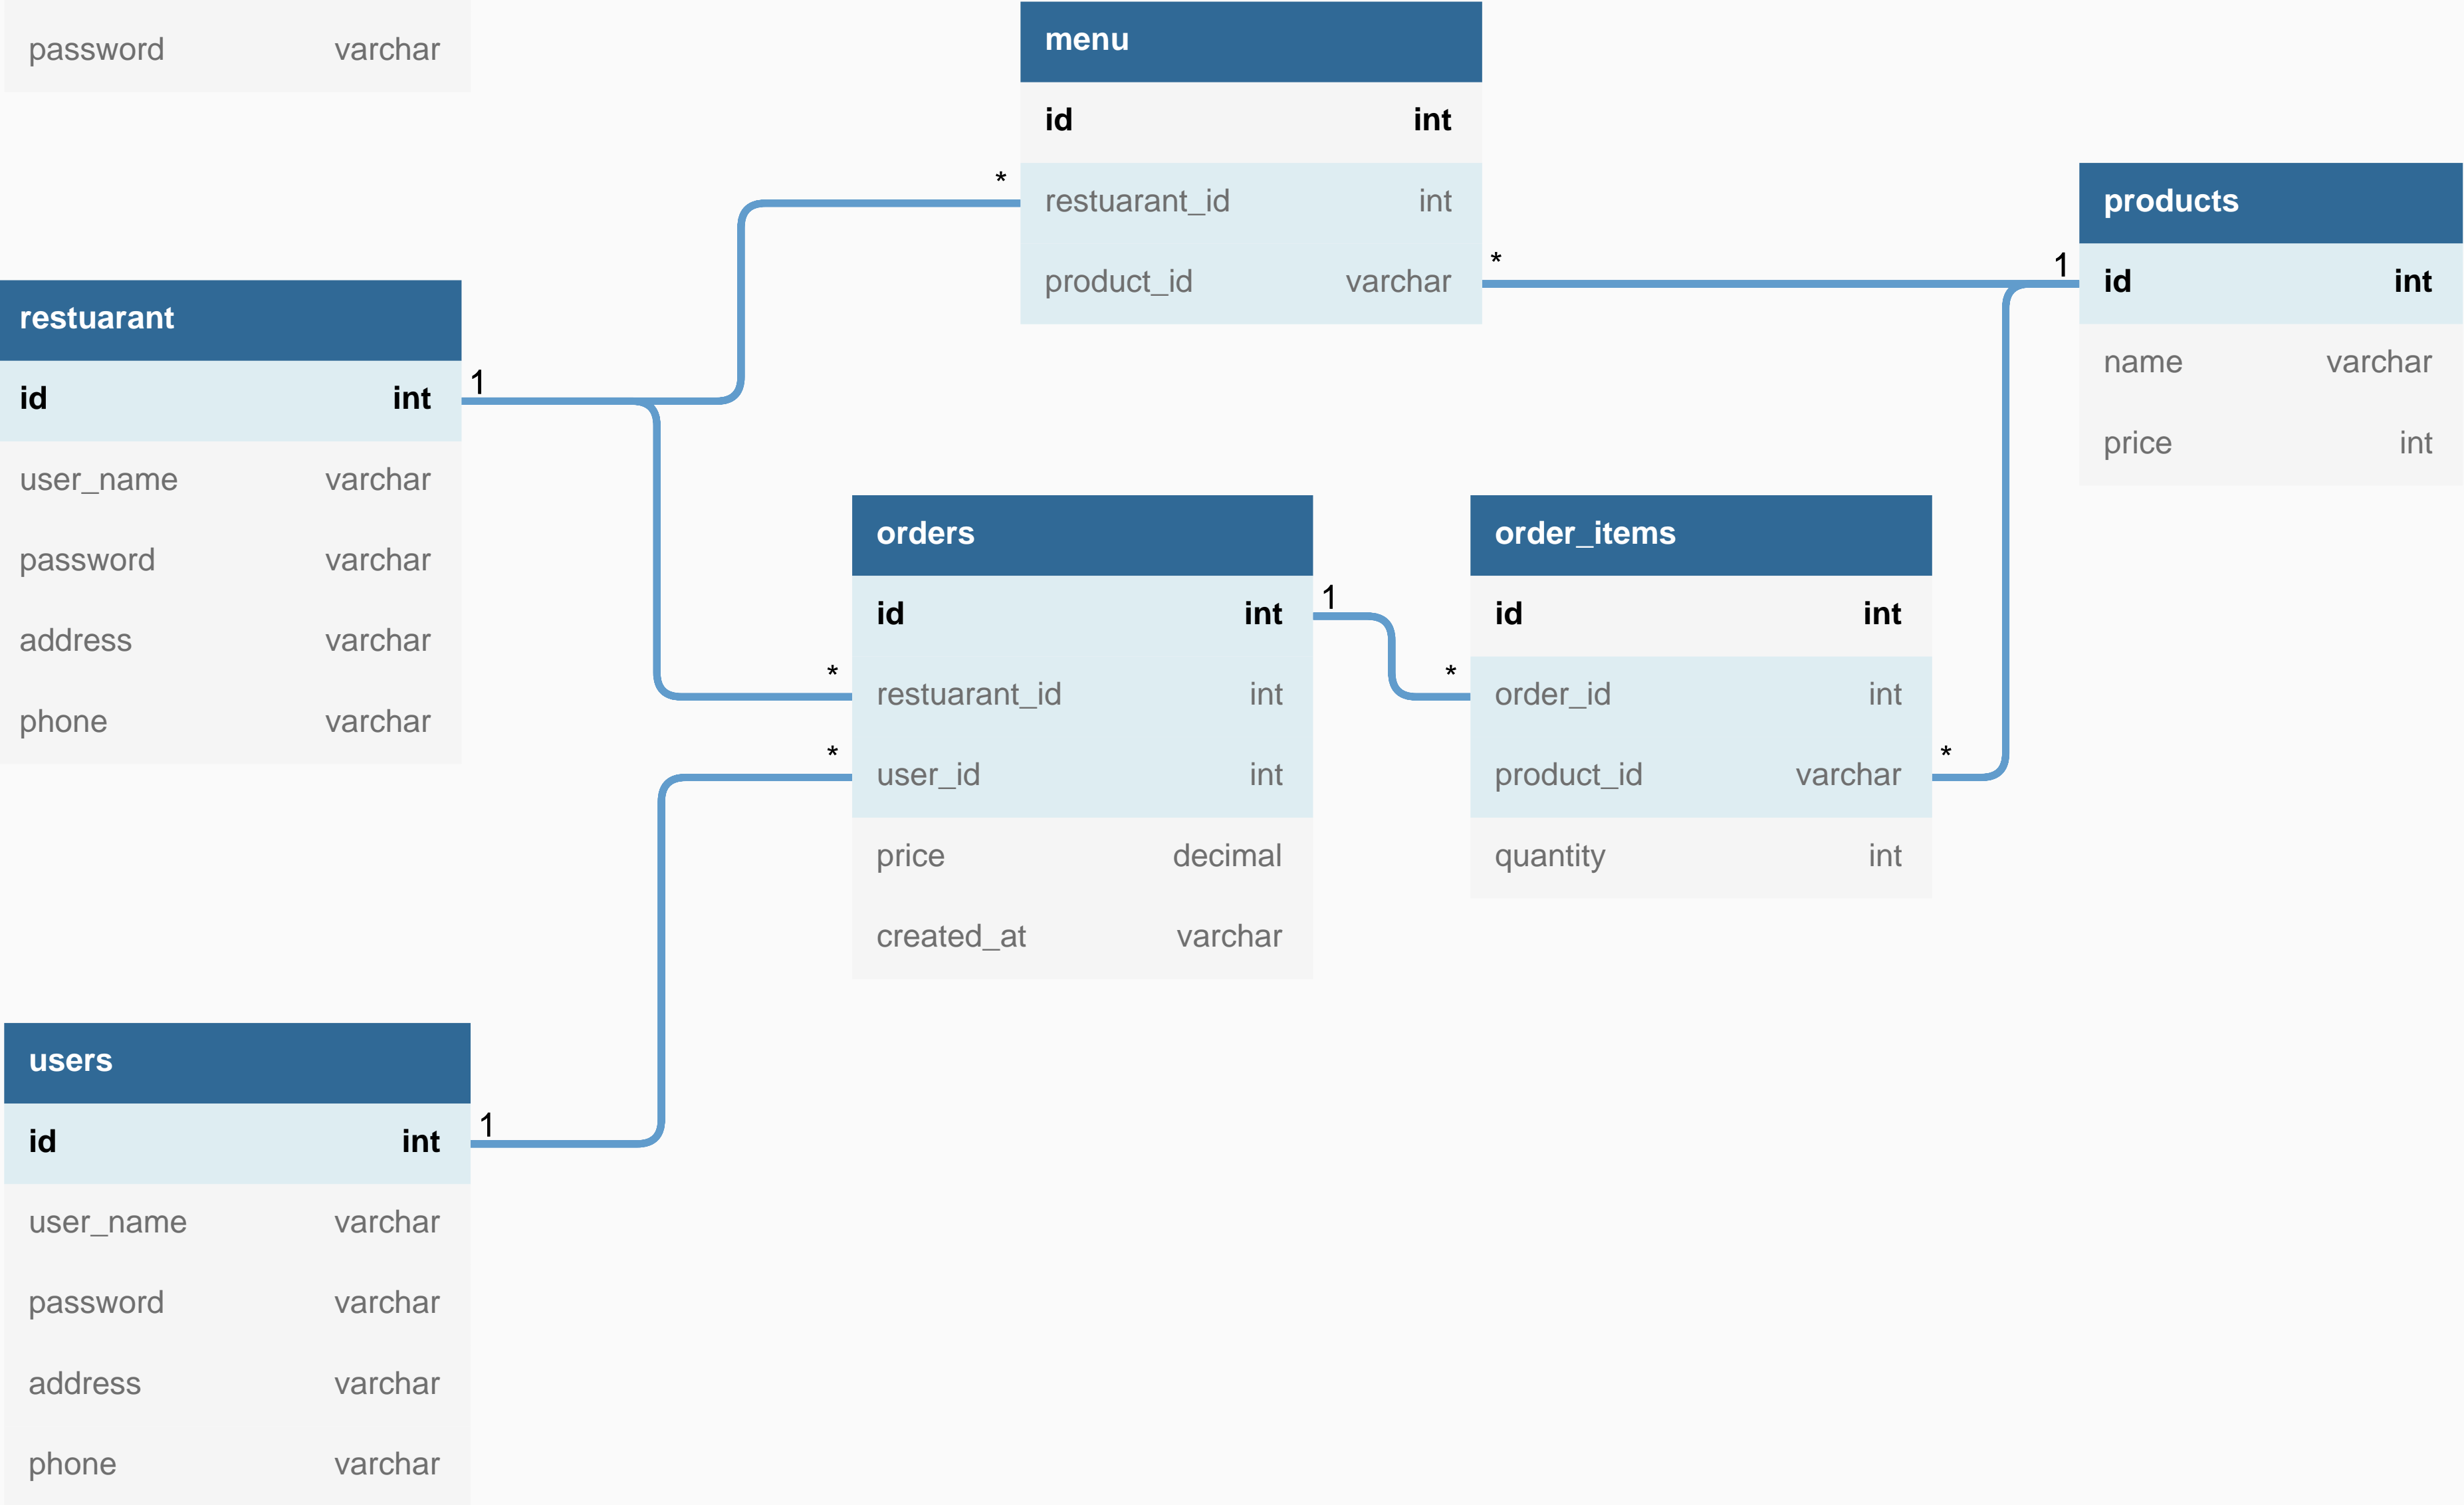 password varchar
menu
id int
restuarant_id int
product_id varchar
*
*
products
id int
name varchar
price int
1
restuarant
id int
user_name varchar
password varchar
address varchar
phone varchar
1
orders
id int
restuarant_id int
user_id int
price decimal
created_at varchar
1
*
*
order_items
id int
order_id int
product_id varchar
quantity int
*
*
users
id int
user_name varchar
password varchar
address varchar
phone varchar
1